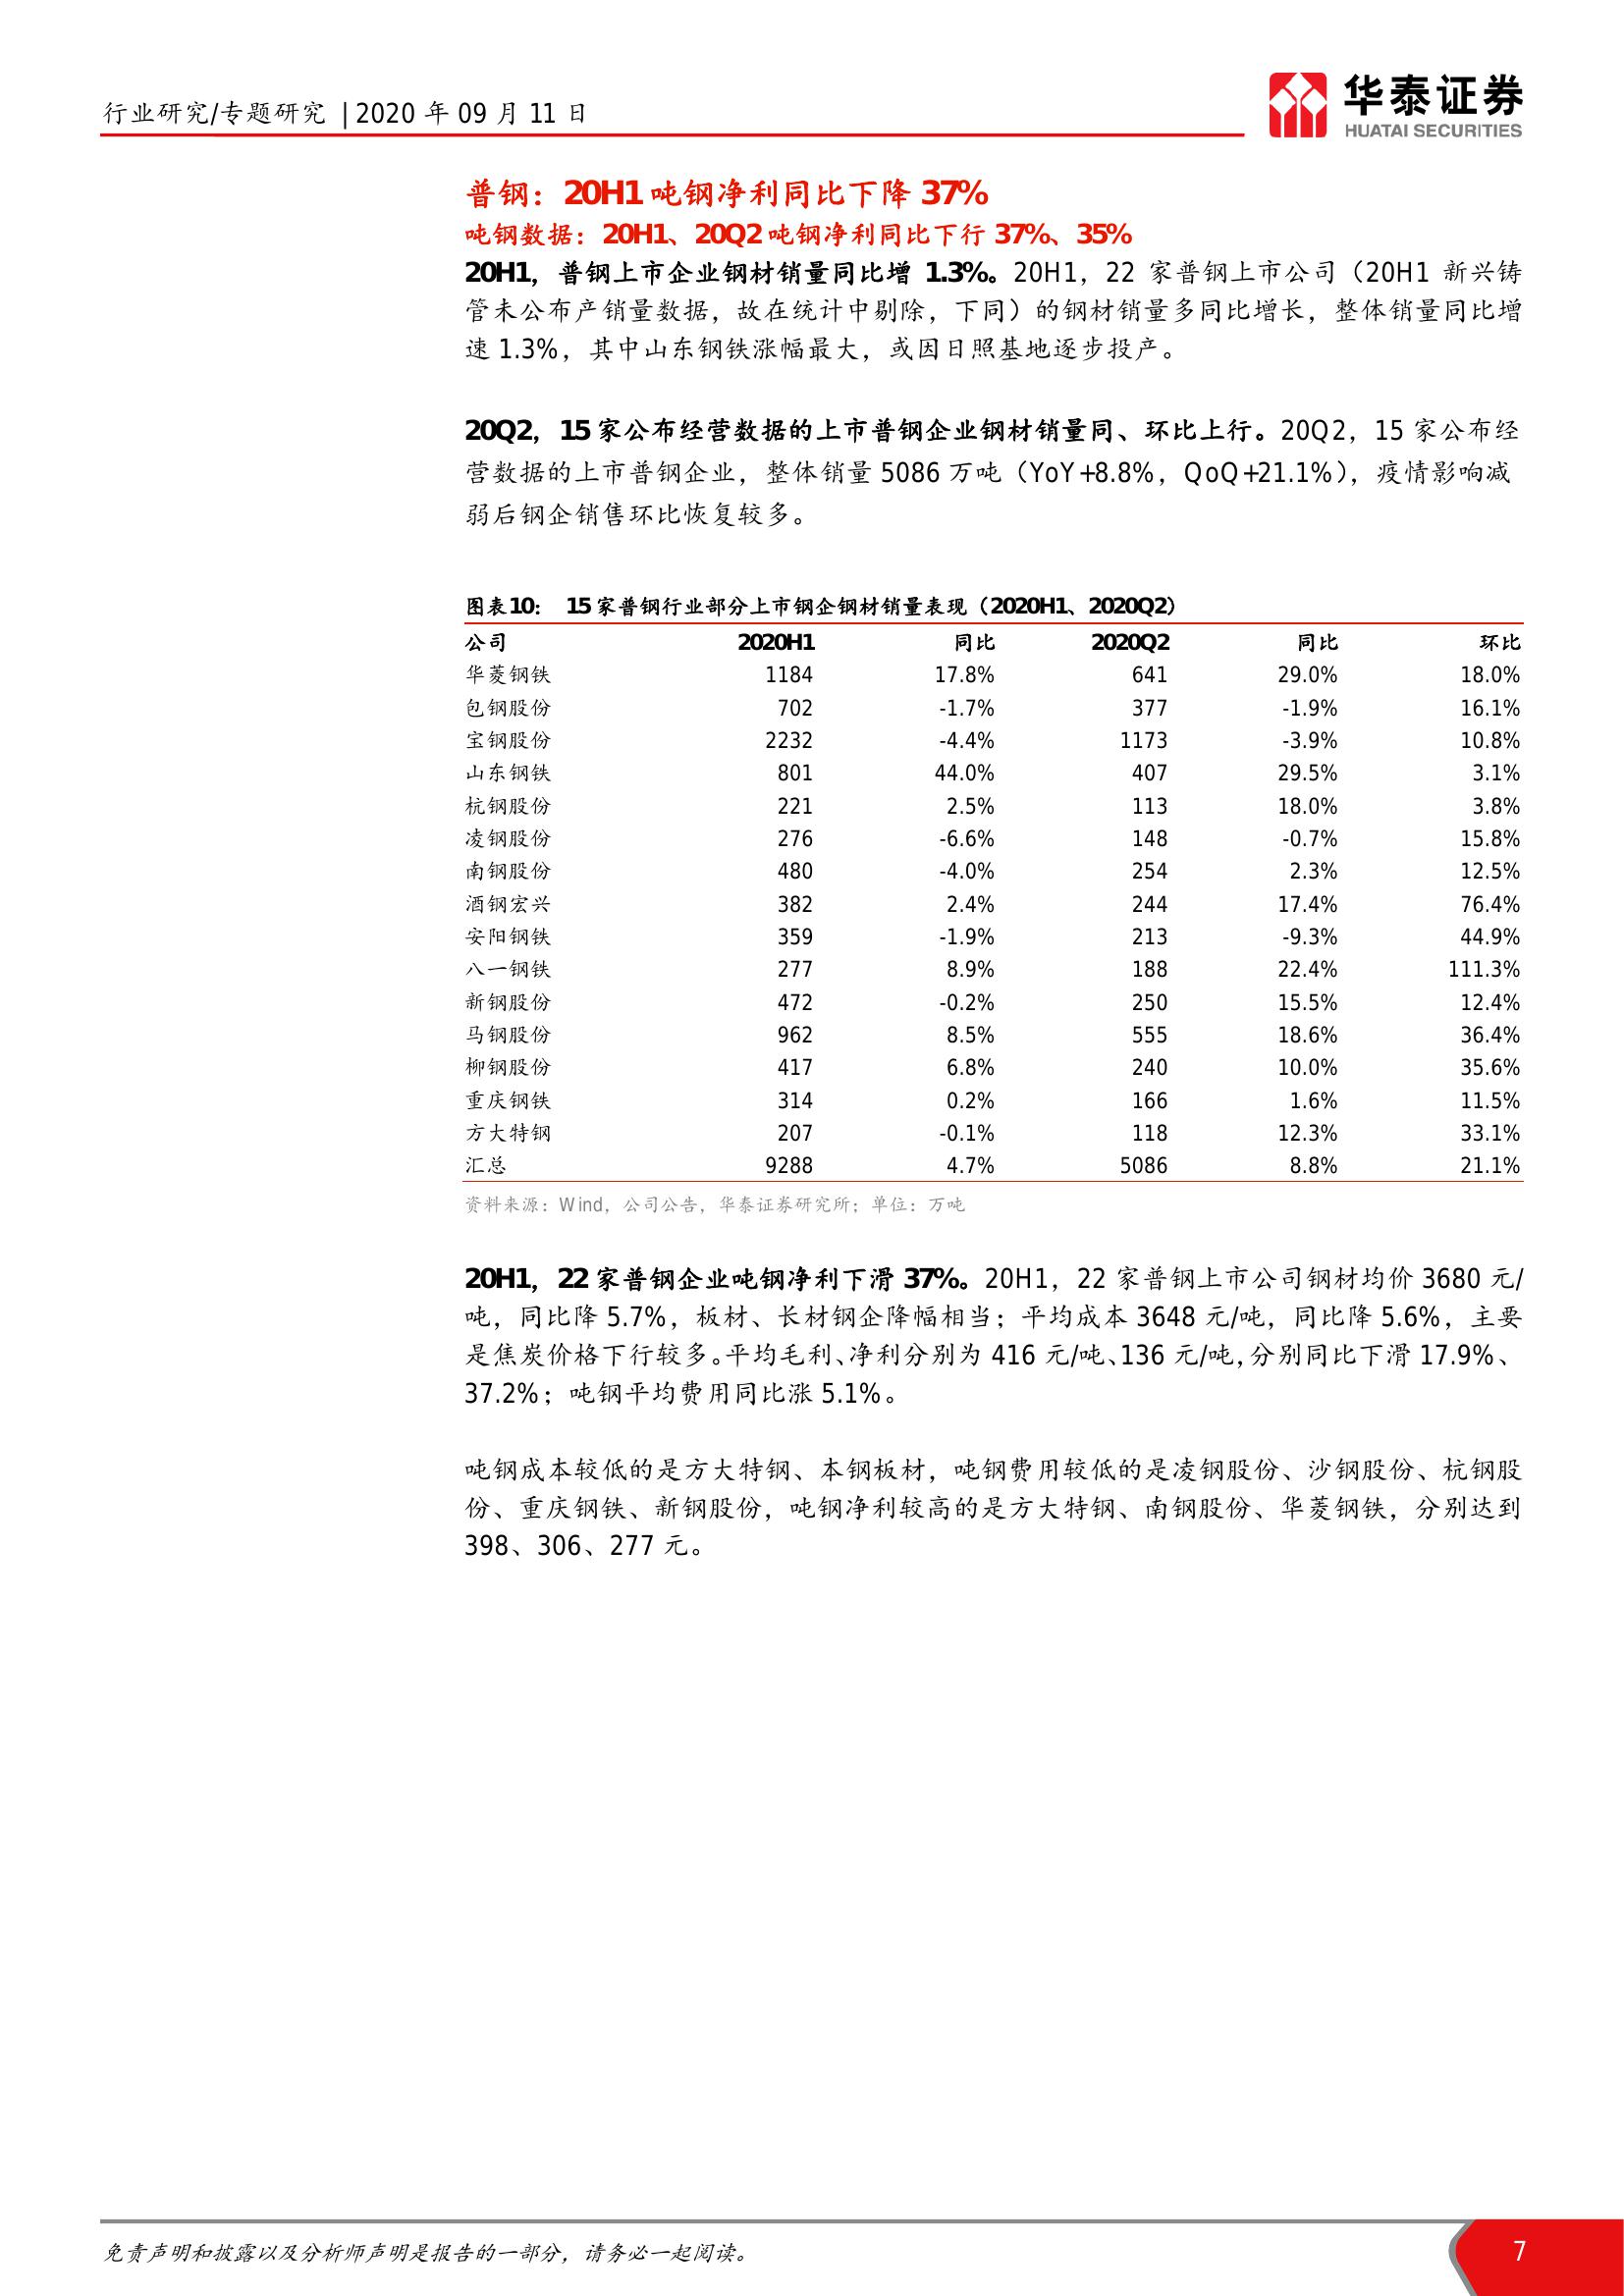 行业研究/专题研究 | 2020 年 09 月 11 日
华泰证券
HUATAI SECURITIES
普钢：20H1 吨钢净利同比下降 37%
吨钢数据：20H1、20Q2 吨钢净利同比下行 37%、35%
20H1，普钢上市企业钢材销量同比增 1.3%。20H1，22 家普钢上市公司（20H1 新兴铸
管未公布产销量数据，故在统计中剔除，下同）的钢材销量多同比增长，整体销量同比增
速 1.3%，其中山东钢铁涨幅最大，或因日照基地逐步投产。
20Q2，15 家公布经营数据的上市普钢企业钢材销量同、环比上行。20Q2，15 家公布经
营数据的上市普钢企业，整体销量 5086 万吨（YoY+8.8%，QoQ+21.1%），疫情影响减
弱后钢企销售环比恢复较多。
图表10： 15 家普钢行业部分上市钢企钢材销量表现（2020H1、2020Q2）
公司 2020H1 同比 2020Q2 同比 环比
华菱钢铁 1184 17.8% 641 29.0% 18.0%
包钢股份 702 -1.7% 377 -1.9% 16.1%
宝钢股份 2232 -4.4% 1173 -3.9% 10.8%
山东钢铁 801 44.0% 407 29.5% 3.1%
杭钢股份 221 2.5% 113 18.0% 3.8%
凌钢股份 276 -6.6% 148 -0.7% 15.8%
南钢股份 480 -4.0% 254 2.3% 12.5%
酒钢宏兴 382 2.4% 244 17.4% 76.4%
安阳钢铁 359 -1.9% 213 -9.3% 44.9%
八一钢铁 277 8.9% 188 22.4% 111.3%
新钢股份 472 -0.2% 250 15.5% 12.4%
马钢股份 962 8.5% 555 18.6% 36.4%
柳钢股份 417 6.8% 240 10.0% 35.6%
重庆钢铁 314 0.2% 166 1.6% 11.5%
方大特钢 207 -0.1% 118 12.3% 33.1%
汇总 9288 4.7% 5086 8.8% 21.1%
资料来源：Wind，公司公告，华泰证券研究所；单位：万吨
20H1，22 家普钢企业吨钢净利下滑 37%。20H1，22 家普钢上市公司钢材均价 3680 元/
吨，同比降 5.7%，板材、长材钢企降幅相当；平均成本 3648 元/吨，同比降 5.6%，主要
是焦炭价格下行较多。平均毛利、净利分别为 416 元/吨、136 元/吨，分别同比下滑 17.9%、
37.2%；吨钢平均费用同比涨 5.1%。
吨钢成本较低的是方大特钢、本钢板材，吨钢费用较低的是凌钢股份、沙钢股份、杭钢股
份、重庆钢铁、新钢股份，吨钢净利较高的是方大特钢、南钢股份、华菱钢铁，分别达到
398、306、277 元。
免责声明和披露以及分析师声明是报告的一部分，请务必一起阅读。
7